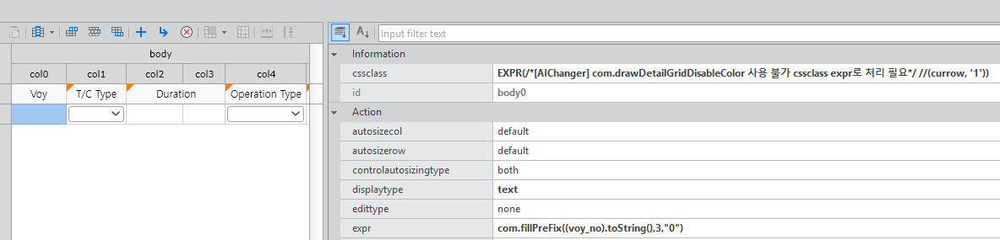 Input filter text
body
col0 col1 col2 col3 col4
Voy T/C Type Duration Operation Type
Information
cssclass EXPR(/*[AIChanger] com.drawDetailGridDisableColor 사용 불가 cssclass expr로 처리 필요*/ //(currow, '1'))
id body0
Action
autosizecol default
autosizerow default
controlautosizingtype both
displaytype text
edittype none
expr com.fillPreFix((voy_no).toString(),3,"0")